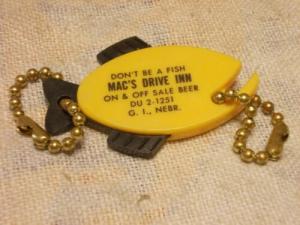 DON'T BE A FISH
MAC'S DRIVE INN
ON & OFF SALE BEER
DU 2-1251
G. I., NEBR.